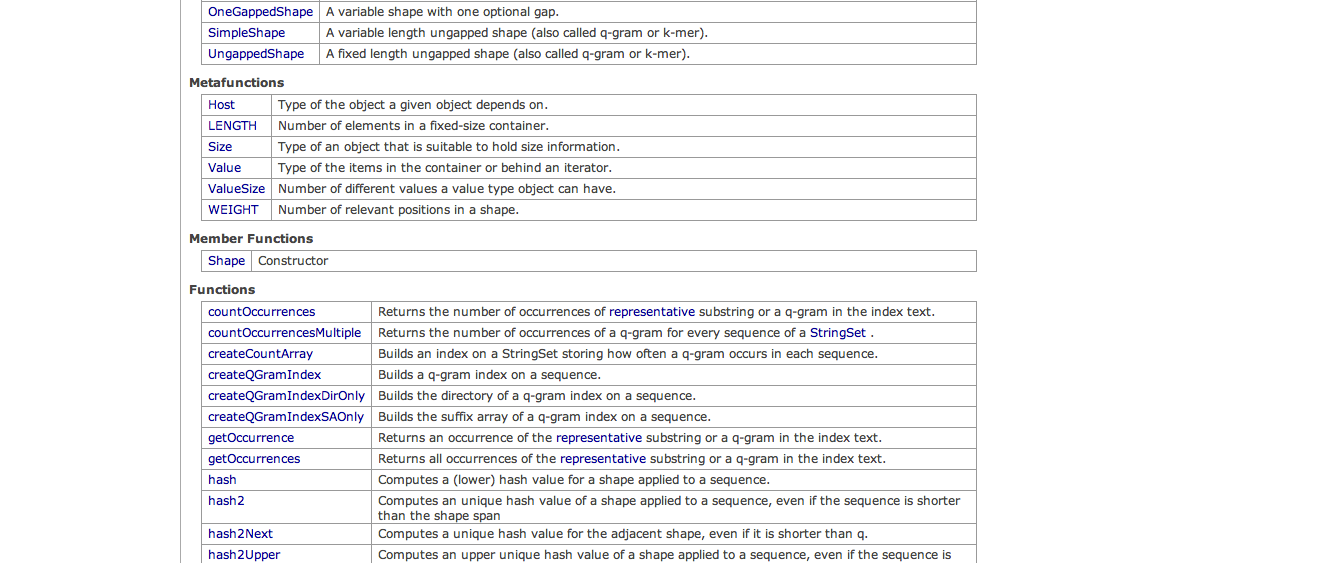 OneGappedShape A variable shape with one optional gap.
SimpleShape A variable length ungapped shape (also called q-gram or k-mer).
UngappedShape A fixed length ungapped shape (also called q-gram or k-mer).
Metafunctions
Host Type of the object a given object depends on.
LENGTH Number of elements in a fixed-size container.
Size Type of an object that is suitable to hold size information.
Value Type of the items in the container or behind an iterator.
ValueSize Number of different values a value type object can have.
WEIGHT Number of relevant positions in a shape.
Member Functions
Shape Constructor
Functions
countOccurrences Returns the number of occurrences of representative substring or a q-gram in the index text.
countOccurrencesMultiple Returns the number of occurrences of a q-gram for every sequence of a StringSet .
createCountArray Builds an index on a StringSet storing how often a q-gram occurs in each sequence.
createQGramIndex Builds a q-gram index on a sequence.
createQGramIndexDirOnly Builds the directory of a q-gram index on a sequence.
createQGramIndexSAOnly Builds the suffix array of a q-gram index on a sequence.
getOccurrence Returns an occurrence of the representative substring or a q-gram in the index text.
getOccurrences Returns all occurrences of the representative substring or a q-gram in the index text.
hash Computes a (lower) hash value for a shape applied to a sequence.
hash2 Computes an unique hash value of a shape applied to a sequence, even if the sequence is shorter
than the shape span
hash2Next Computes a unique hash value for the adjacent shape, even if it is shorter than q.
hash2Upper Computes an upper unique hash value of a shape applied to a sequence, even if the sequence is